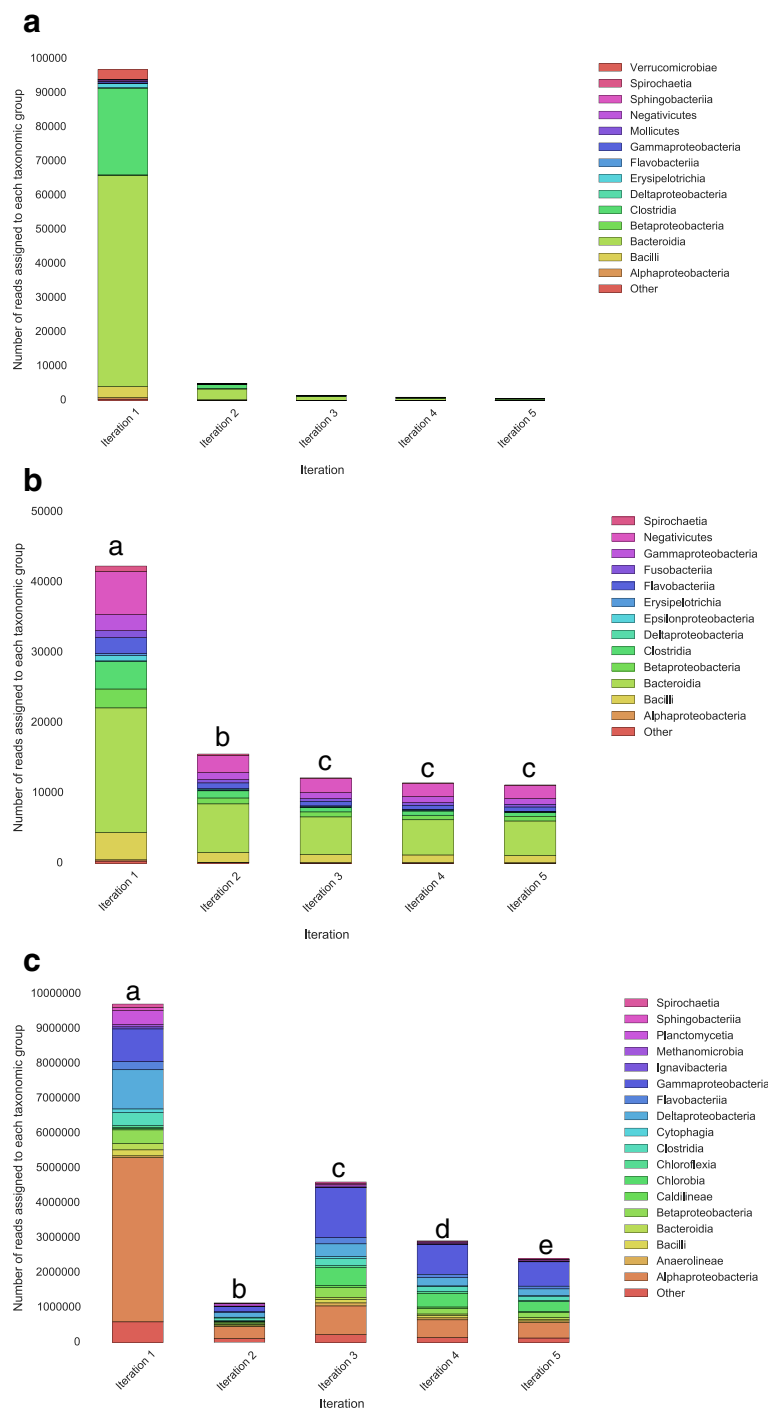 a
Number of reads assigned to each taxonomic group
100000
90000
80000
70000
60000
50000
40000
30000
20000
10000
0
Iteration 1
Iteration 2
Iteration 3
Iteration 4
Iteration 5
Iteration
Verrucomicrobiae
Spirochaetia
Sphingobacteriia
Negativicutes
Mollicutes
Gammaproteobacteria
Flavobacteriia
Erysipelotrichia
Deltaproteobacteria
Clostridia
Betaproteobacteria
Bacteroidia
Bacilli
Alphaproteobacteria
Other
b
Number of reads assigned to each taxonomic group
50000
40000
30000
20000
10000
0
a
b
c
c
c
Iteration 1
Iteration 2
Iteration 3
Iteration 4
Iteration 5
Iteration
Spirochaetia
Negativicutes
Gammaproteobacteria
Fusobacteriia
Flavobacteriia
Erysipelotrichia
Epsilonproteobacteria
Deltaproteobacteria
Clostridia
Betaproteobacteria
Bacteroidia
Bacilli
Alphaproteobacteria
Other
c
Number of reads assigned to each taxonomic group
10000000
9000000
8000000
7000000
6000000
5000000
4000000
3000000
2000000
1000000
0
a
b
c
d
e
Iteration 1
Iteration 2
Iteration 3
Iteration 4
Iteration 5
Iteration
Spirochaetia
Sphingobacteriia
Planctomycetia
Methanomicrobia
Ignavibacteria
Gammaproteobacteria
Flavobacteriia
Deltaproteobacteria
Cytophagia
Clostridia
Chloroflexia
Chlorobia
Caldilineae
Betaproteobacteria
Bacteroidia
Bacilli
Anaerolineae
Alphaproteobacteria
Other